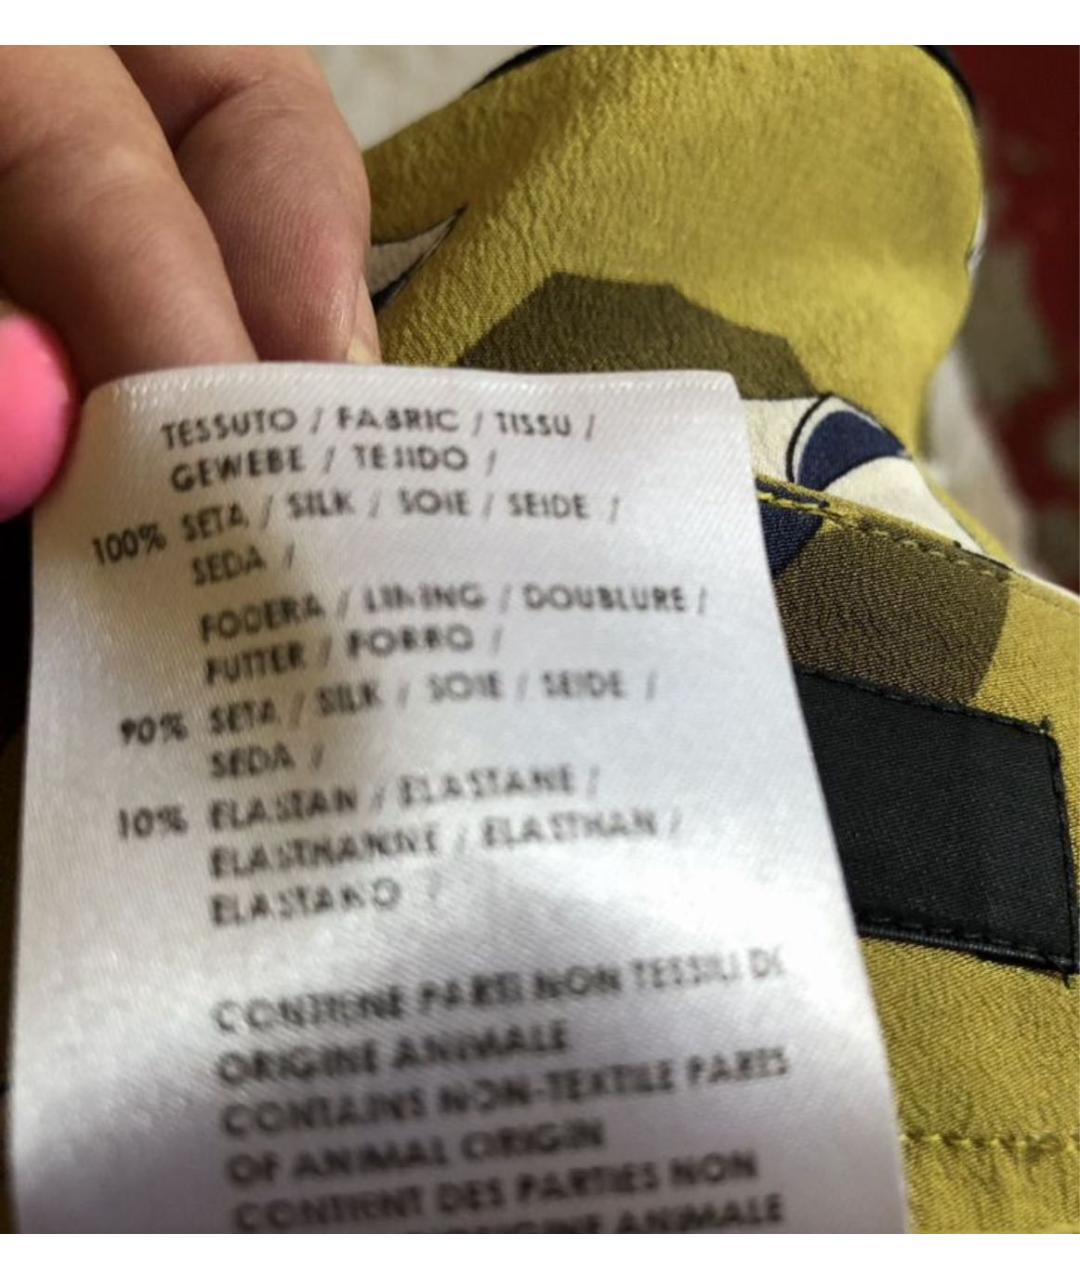 TESSUTO / FABRIC / TISSU /
GEWEBE / TEJIDO /
100% SETA / SILK / SOIE / SEIDE /
SEDA /
FODERA / LINING / DOUBLURE /
FUTTER / FORRO /
90% SETA / SILK / SOIE / SEIDE /
SEDA /
10% ELASTAN / ELASTANE /
ELASTHANNE / ELASTHAN /
ELASTANO /
CONTIENE PARTI NON TESSILI DI
ORIGINE ANIMALE
CONTAINS NON-TEXTILE PARTS
OF ANIMAL ORIGIN
CONTIENT DES PARTIES NON
ORIGINE ANIMALE